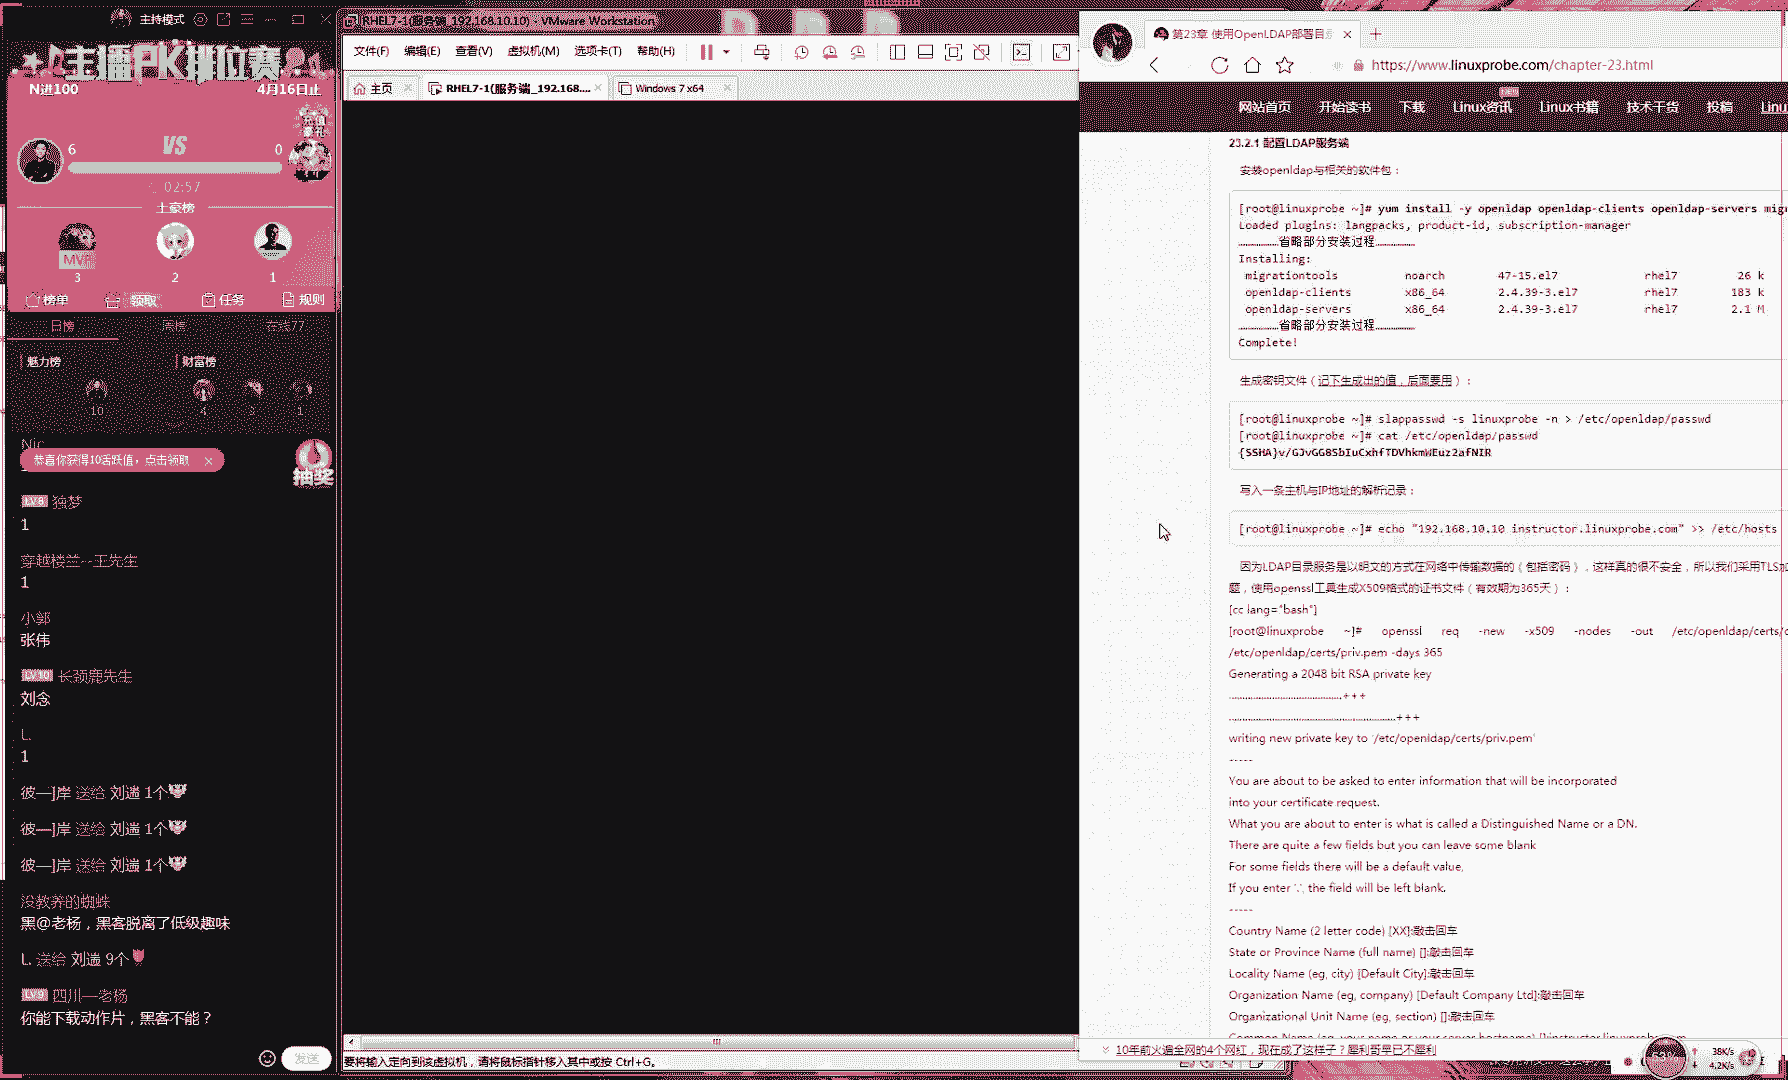 主持模式
主播PK排位赛
N进100
4月16日止
6
VS
0
02:57
土豪榜
MVP
3
2
1
榜单
领取
任务
规则
日榜
周榜
在线77
魅力榜
财富榜
10
4
3
1
恭喜你获得10活跃值，点击领取
抽奖
LV8 独梦
1
穿越楼兰--王先生
1
小郭
张伟
LV10 长颈鹿先生
刘念
L.
1
彼—]岸 送给 刘遄 1个
彼—]岸 送给 刘遄 1个
彼—]岸 送给 刘遄 1个
没教养的蜘蛛
黑@老杨，黑客脱离了低级趣味
L. 送给 刘遄 9个
LV9 四川—老杨
你能下载动作片，黑客不能？
发送
RHEL7-1(服务端_192.168.10.10) - VMware Workstation
文件(F) 编辑(E) 查看(V) 虚拟机(M) 选项卡(T) 帮助(H)
主页
RHEL7-1(服务端_192.168....
Windows 7 x64
要将输入定向到该虚拟机，请将鼠标指针移入其中或按 Ctrl+G。
第23章 使用OpenLDAP部署目录
https://www.linuxprobe.com/chapter-23.html
网站首页 开始读书 下载 Linux资讯 Linux书籍 技术干货 投稿 Linu
23.2.1 配置LDAP服务端
安装openldap与相关的软件包：
[root@linuxprobe ~]# yum install -y openldap openldap-clients openldap-servers mig
Loaded plugins: langpacks, product-id, subscription-manager
………………省略部分安装过程………………
Installing:
migrationtools noarch 47-15.el7 rhel7 26 k
openldap-clients x86_64 2.4.39-3.el7 rhel7 183 k
openldap-servers x86_64 2.4.39-3.el7 rhel7 2.1 M
………………省略部分安装过程………………
Complete!
生成密钥文件（记下生成出的值，后面要用）：
[root@linuxprobe ~]# slappasswd -s linuxprobe -n > /etc/openldap/passwd
[root@linuxprobe ~]# cat /etc/openldap/passwd
{SSHA}v/GJvGG8SbIuCxhfTDVhkmWEuz2afNIR
写入一条主机与IP地址的解析记录：
[root@linuxprobe ~]# echo "192.168.10.10 instructor.linuxprobe.com" >> /etc/hosts
因为LDAP目录服务是以明文的方式在网络中传输数据的（包括密码），这样真的很不安全，所以我们采用TLS加
题，使用openssl工具生成X509格式的证书文件（有效期为365天）：
[cc lang="bash"]
[root@linuxprobe ~]# openssl req -new -x509 -nodes -out /etc/openldap/certs/c
/etc/openldap/certs/priv.pem -days 365
Generating a 2048 bit RSA private key
..........................................+++
..............................................................+++
writing new private key to '/etc/openldap/certs/priv.pem'
-----
You are about to be asked to enter information that will be incorporated
into your certificate request.
What you are about to enter is what is called a Distinguished Name or a DN.
There are quite a few fields but you can leave some blank
For some fields there will be a default value,
If you enter '.', the field will be left blank.
-----
Country Name (2 letter code) [XX]:敲击回车
State or Province Name (full name) []:敲击回车
Locality Name (eg, city) [Default City]:敲击回车
Organization Name (eg, company) [Default Company Ltd]:敲击回车
Organizational Unit Name (eg, section) []:敲击回车
10年前火遍全网的4个网红，现在成了这样子？犀利哥早已不犀利
38K/s
4.2K/s